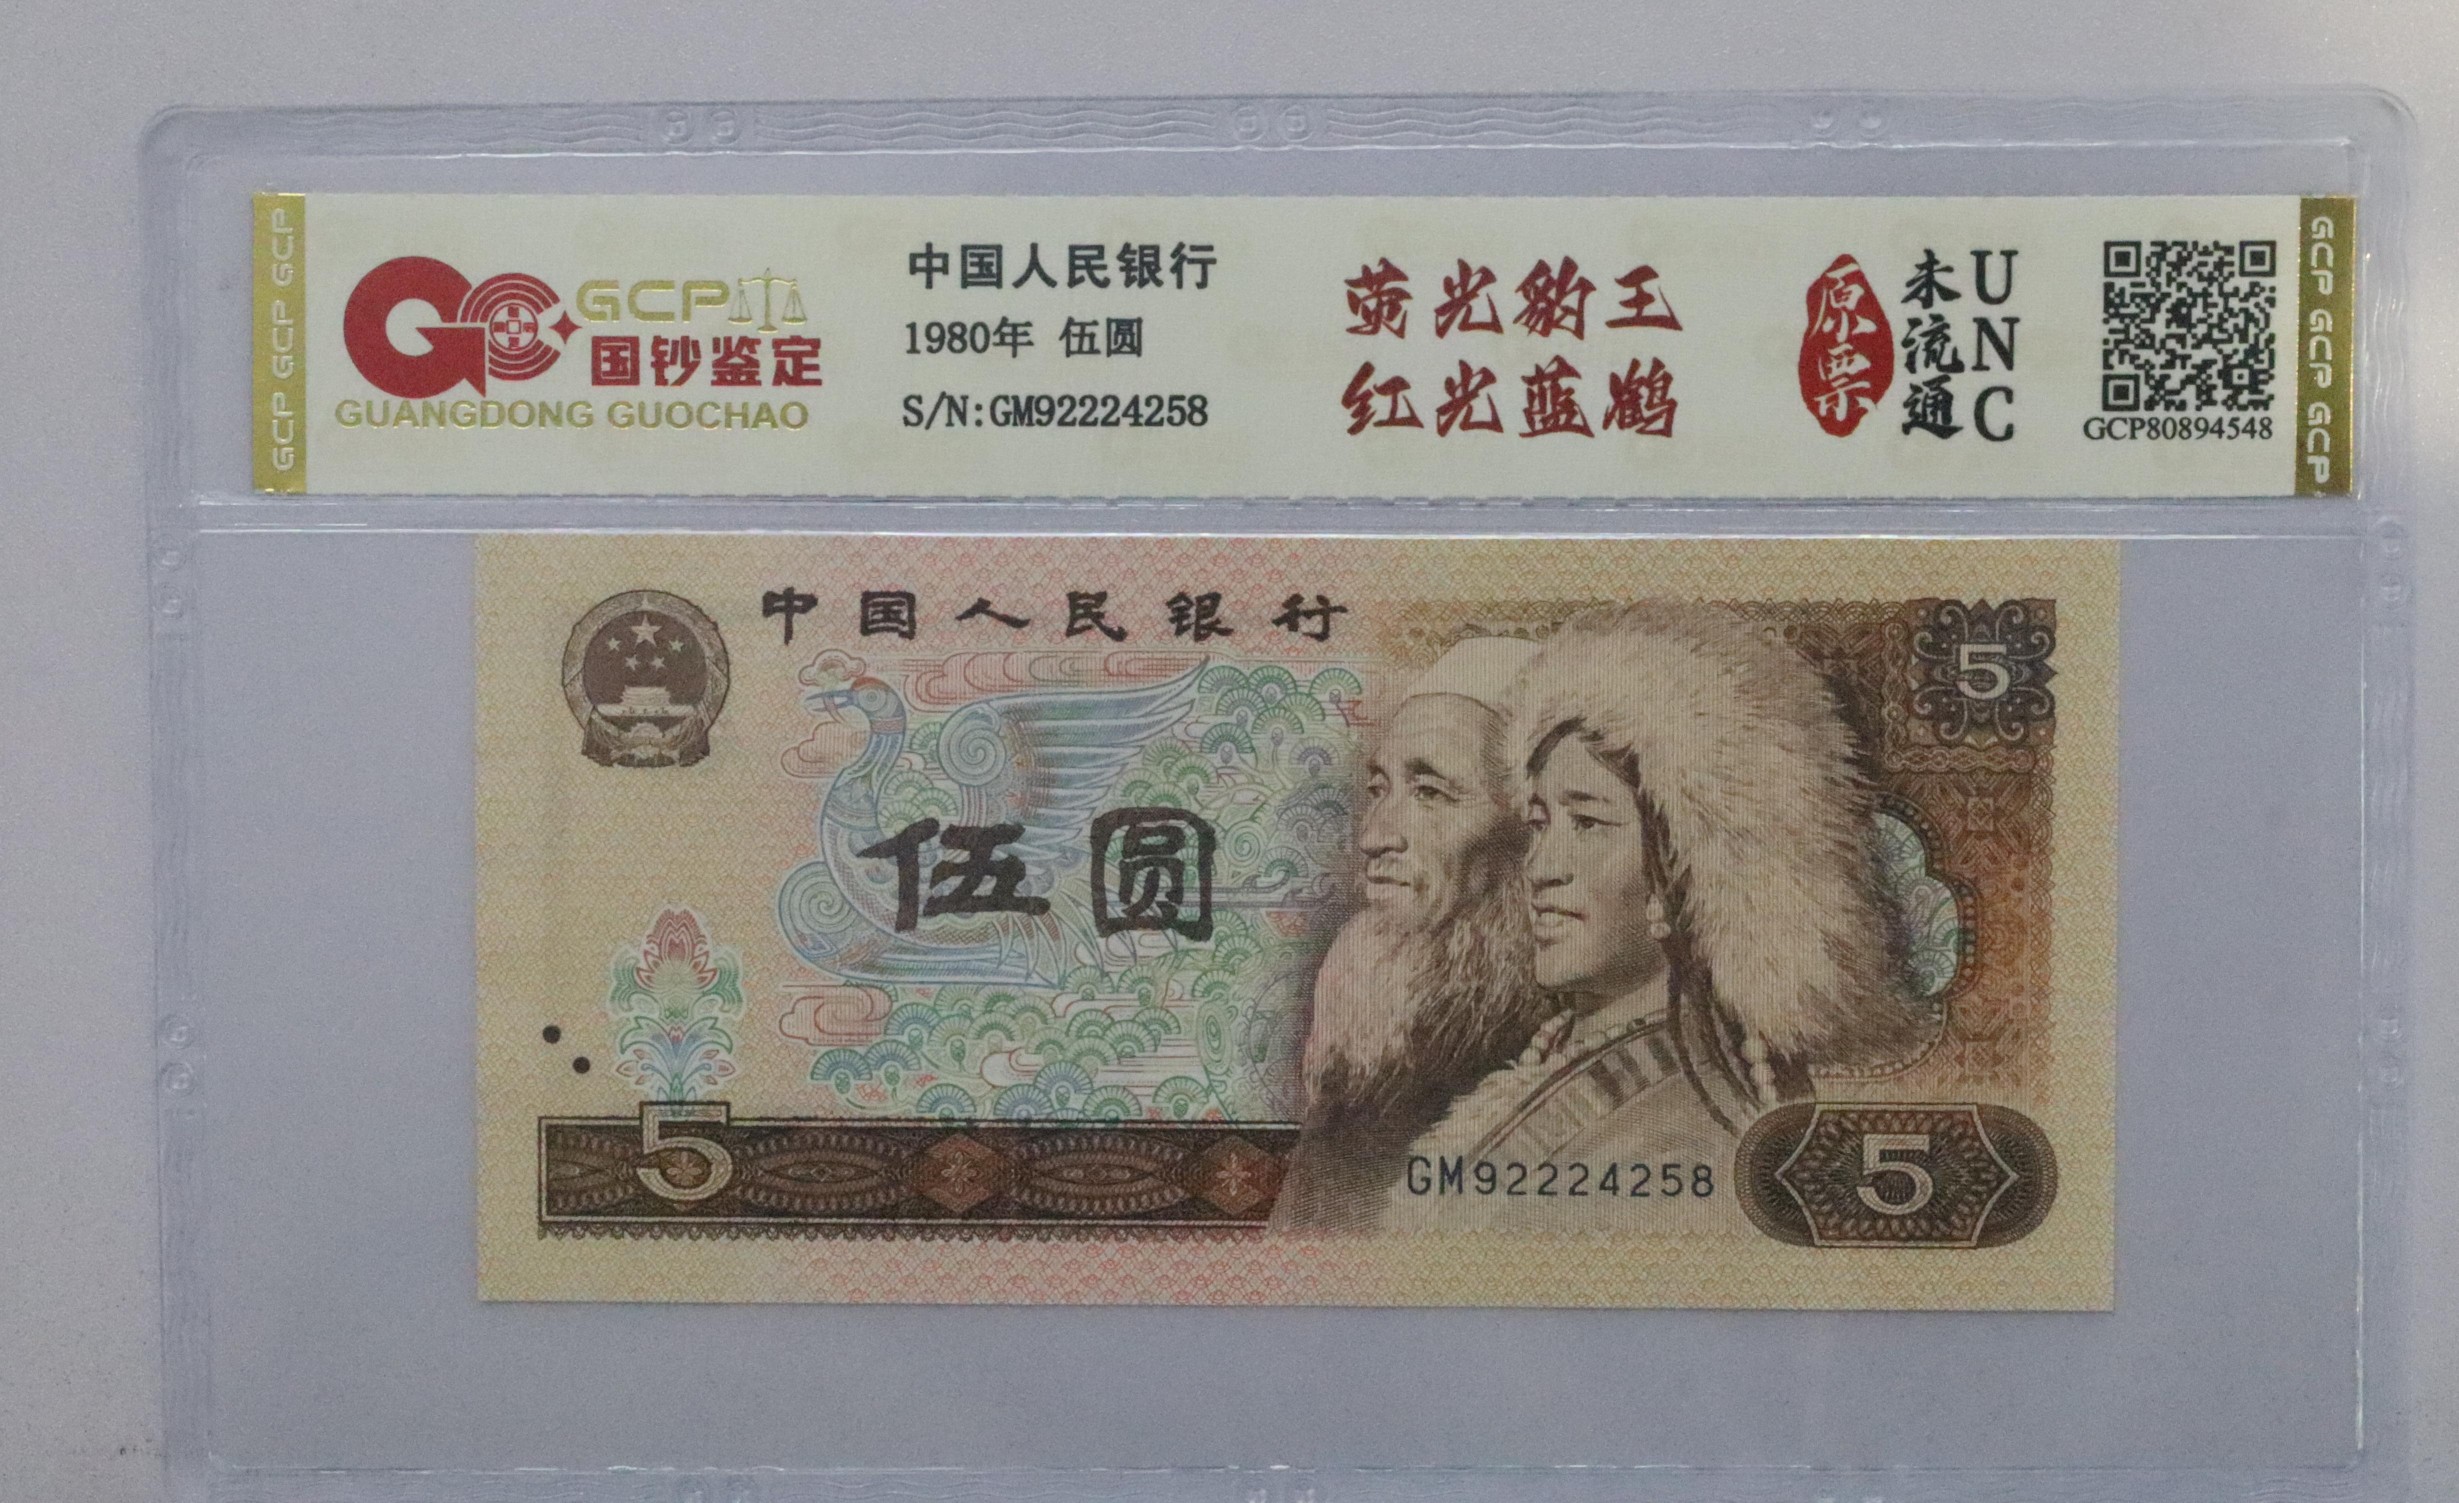 GCP GCP GCP
GCP
国钞鉴定
GUANGDONG GUOCHAO
中国人民银行
1980年 伍圆
S/N:GM92224258
荧光豹王
红光蓝鹤
原票
未流通
UNC
GCP80894548
GCP GCP GCP
中国人民银行
5
伍圆
5
GM92224258
5